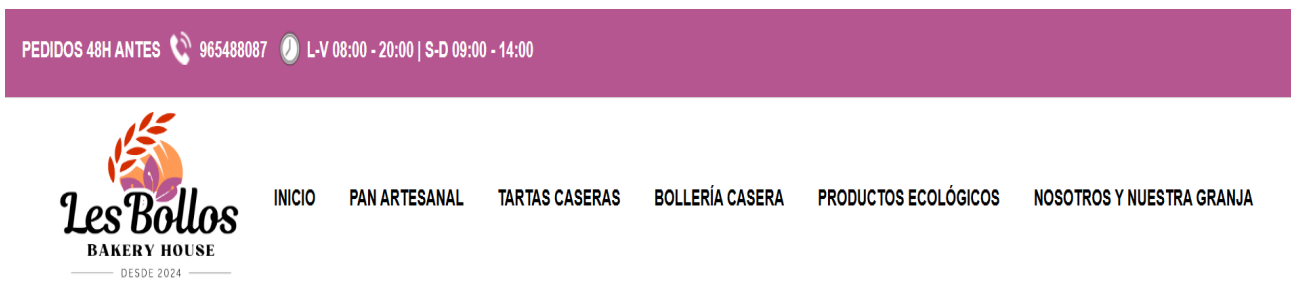 PEDIDOS 48H ANTES 965488087 L-V 08:00 - 20:00 | S-D 09:00 - 14:00
Les Bollos
BAKERY HOUSE
DESDE 2024
INICIO PAN ARTESANAL TARTAS CASERAS BOLLERÍA CASERA PRODUCTOS ECOLÓGICOS NOSOTROS Y NUESTRA GRANJA